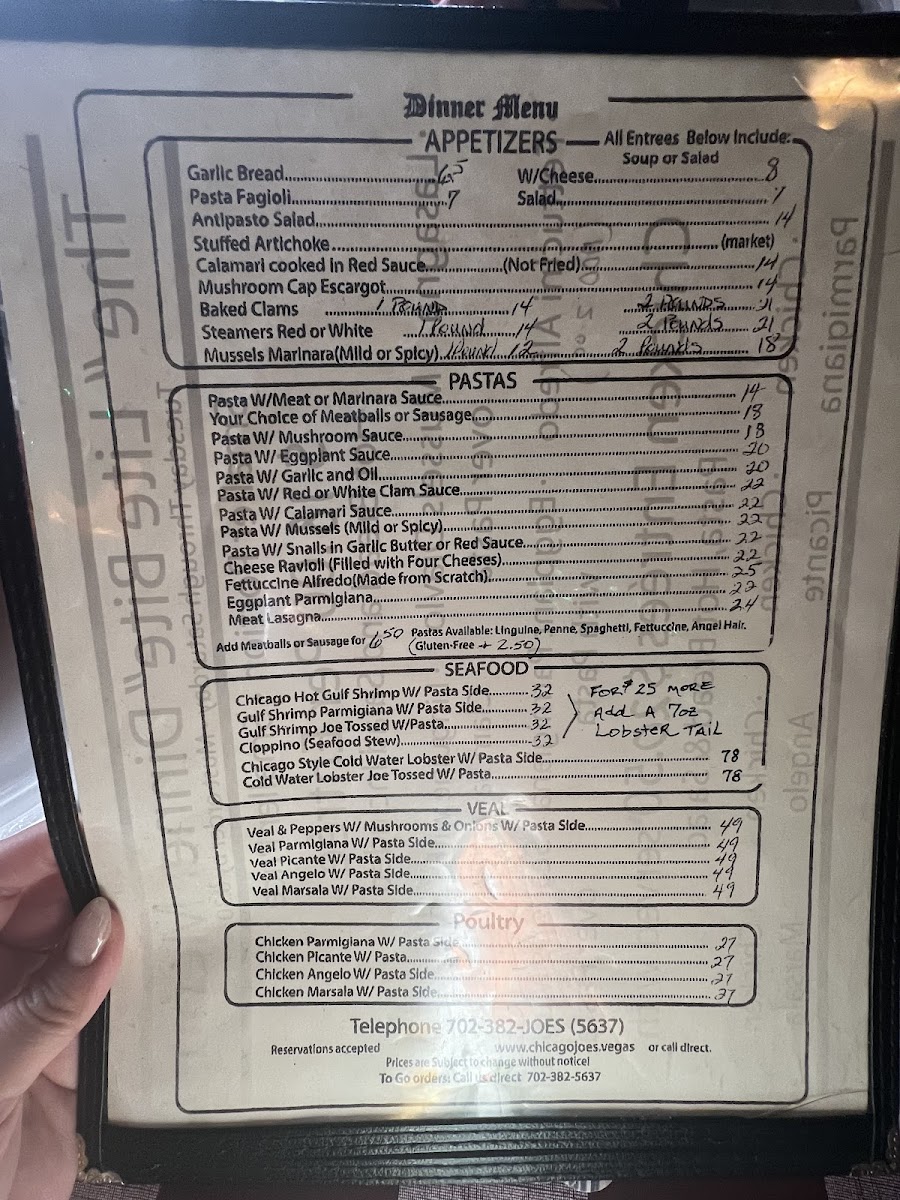 Dinner Menu
APPETIZERS
All Entrees Below Include:
Soup or Salad
Garlic Bread 6.5 W/Cheese 8
Pasta Fagioli 7 Salad 7
Antipasto Salad 14
Stuffed Artichoke (market)
Calamari cooked in Red Sauce (Not Fried) 14
Mushroom Cap Escargot 14
Baked Clams 1 POUND 14 2 POUNDS 21
Steamers Red or White 1 Pound 14 2 POUNDS 21
Mussels Marinara(Mild or Spicy) 1 Pound 12 2 Pounds 18
PASTAS
Pasta W/Meat or Marinara Sauce 14
Your Choice of Meatballs or Sausage 18
Pasta W/ Mushroom Sauce 18
Pasta W/ Eggplant Sauce 20
Pasta W/ Garlic and Oil 20
Pasta W/ Red or White Clam Sauce 22
Pasta W/ Calamari Sauce 22
Pasta W/ Mussels (Mild or Spicy) 22
Pasta W/ Snails in Garlic Butter or Red Sauce 22
Cheese Ravioli (Filled with Four Cheeses) 22
Fettuccine Alfredo(Made from Scratch) 25
Eggplant Parmigiana 22
Meat Lasagna 24
Add Meatballs or Sausage for 6.50 Pastas Available: Linguine, Penne, Spaghetti, Fettuccine, Angel Hair.
(Gluten-Free + 2.50)
SEAFOOD
Chicago Hot Gulf Shrimp W/ Pasta Side 32
Gulf Shrimp Parmigiana W/ Pasta Side 32
Gulf Shrimp Joe Tossed W/Pasta 32
Cioppino (Seafood Stew) 32
FOR $25 MORE
Add A 7oz
LOBSTER TAIL
Chicago Style Cold Water Lobster W/ Pasta Side 78
Cold Water Lobster Joe Tossed W/ Pasta 78
VEAL
Veal & Peppers W/ Mushrooms & Onions W/ Pasta Side 49
Veal Parmigiana W/ Pasta Side 49
Veal Picante W/ Pasta Side 49
Veal Angelo W/ Pasta Side 49
Veal Marsala W/ Pasta Side 49
Poultry
Chicken Parmigiana W/ Pasta Side 27
Chicken Picante W/ Pasta 27
Chicken Angelo W/ Pasta Side 27
Chicken Marsala W/ Pasta Side 27
Telephone 702-382-JOES (5637)
Reservations accepted www.chicagojoes.vegas or call direct.
Prices are Subject to change without notice!
To Go orders: Call us direct 702-382-5637